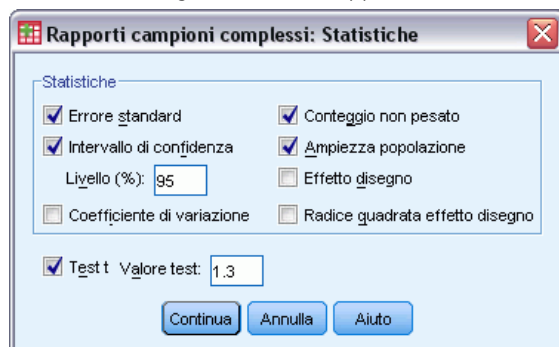 Rapporti campioni complessi: Statistiche
Statistiche
Errore standard
Conteggio non pesato
Intervallo di confidenza
Ampiezza popolazione
Livello (%): 95
Effetto disegno
Coefficiente di variazione
Radice quadrata effetto disegno
Test t Valore test: 1.3
Continua Annulla Aiuto